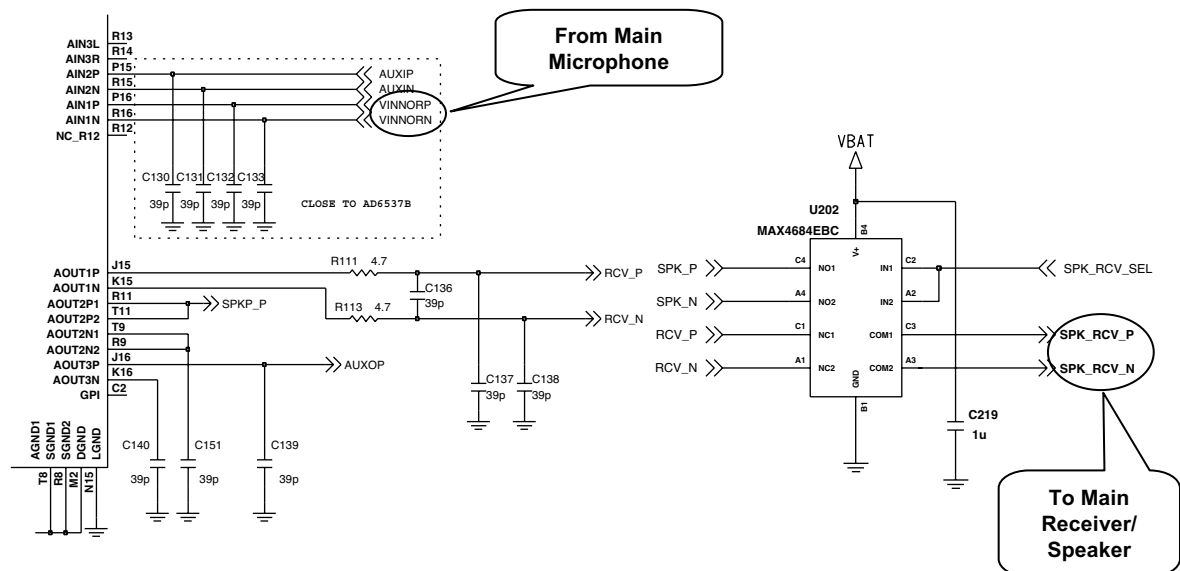 From Main
Microphone
AIN3L R13
AIN3R R14
AIN2P P15 AUXIP
AIN2N R15 AUXIN
AIN1P P16 VINNORP
AIN1N R16 VINNORN
NC_R12 R12
C130 C131 C132 C133
39p 39p 39p 39p
CLOSE TO AD6537B
VBAT
U202
MAX4684EBC
B4
V+
SPK_P C4 NO1 IN1 C2 SPK_RCV_SEL
SPK_N A4 NO2 IN2 A2
RCV_P C1 NC1 COM1 C3 SPK_RCV_P
RCV_N A1 NC2 COM2 A3 SPK_RCV_N
GND
B1
C219
1u
AOUT1P J15 R111 4.7 RCV_P
AOUT1N K15
C136
39p
AOUT2P1 R11 SPKP_P
R113 4.7 RCV_N
AOUT2P2 T11
AOUT2N1 T9
AOUT2N2 R9
AOUT3P J16 AUXOP
AOUT3N K16
GPI C2
C137 C138
39p 39p
AGND1 SGND1 SGND2 DGND LGND
T8 R8 M2 N15
C140 C151 C139
39p 39p 39p
To Main
Receiver/
Speaker